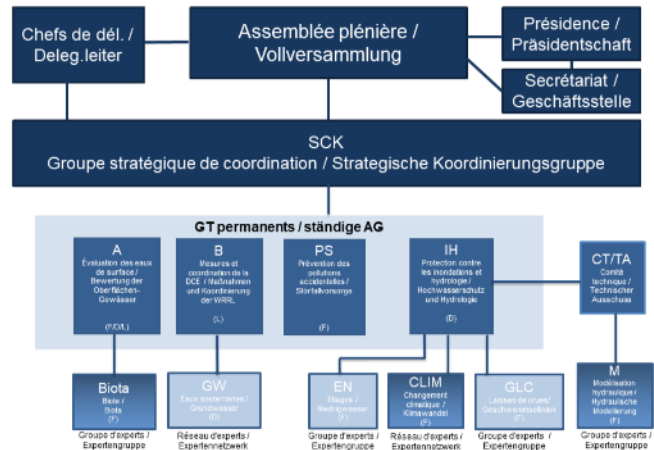 Chefs de dél. /
Deleg.leiter
Assemblée plénière /
Vollversammlung
Présidence /
Präsidentschaft
Secrétariat /
Geschäftsstelle
SCK
Groupe stratégique de coordination / Strategische Koordinierungsgruppe
GT permanents / ständige AG
A
Évaluation des eaux
de surface /
Bewertung der
Oberflächen-
Gewässer
(F/D/L)
B
Mesures et
coordination de la
DCE / Maßnahmen
und Koordinierung
der WRRL
(L)
PS
Prévention des
pollutions
accidentelles /
Störfallvorsorge
(F)
IH
Protection contre
les inondations et
hydrologie /
Hochwasserschutz
und Hydrologie
(D)
CT/TA
Comité
technique /
Technischer
Ausschuss
Biota
Biote /
Biota
(F)
Groupe d'experts /
Expertengruppe
GW
Eaux souterraines /
Grundwasser
(D)
Réseau d'experts /
Expertennetzwerk
EN
Etiages /
Niedrigwasser
(F)
Groupe d'experts /
Expertengruppe
CLIM
Changement
climatique /
Klimawandel
(F)
Réseau d'experts /
Expertennetzwerk
GLC
Laisses de crues/
Geschwemmsellinien
(F)
Groupe d'experts /
Expertengruppe
M
Modélisation
hydraulique /
Hydraulische
Modellierung
(F)
Groupe d'experts /
Expertengruppe